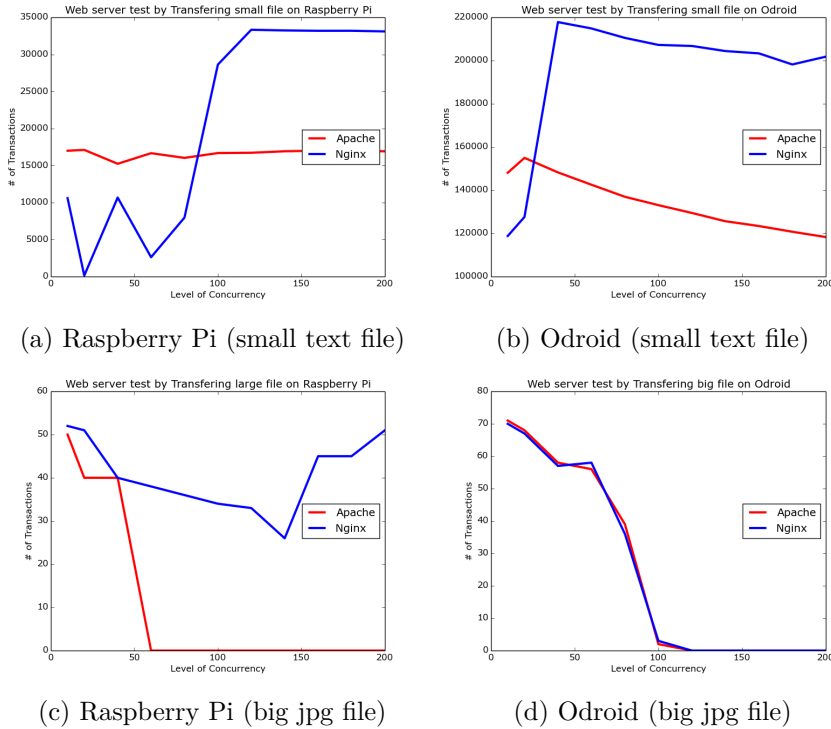 Web server test by Transfering small file on Raspberry Pi
35000
30000
25000
20000
15000
10000
5000
0
# of Transactions
Apache
Nginx
0
50
100
150
200
Level of Concurrency
(a) Raspberry Pi (small text file)
Web server test by Transfering small file on Odroid
220000
200000
180000
160000
140000
120000
100000
# of Transactions
Apache
Nginx
0
50
100
150
200
Level of Concurrency
(b) Odroid (small text file)
Web server test by Transfering large file on Raspberry Pi
60
50
40
30
20
10
0
# of Transactions
Apache
Nginx
0
50
100
150
200
Level of Concurrency
(c) Raspberry Pi (big jpg file)
Web server test by Transfering big file on Odroid
80
70
60
50
40
30
20
10
0
# of Transactions
Apache
Nginx
0
50
100
150
200
Level of Concurrency
(d) Odroid (big jpg file)